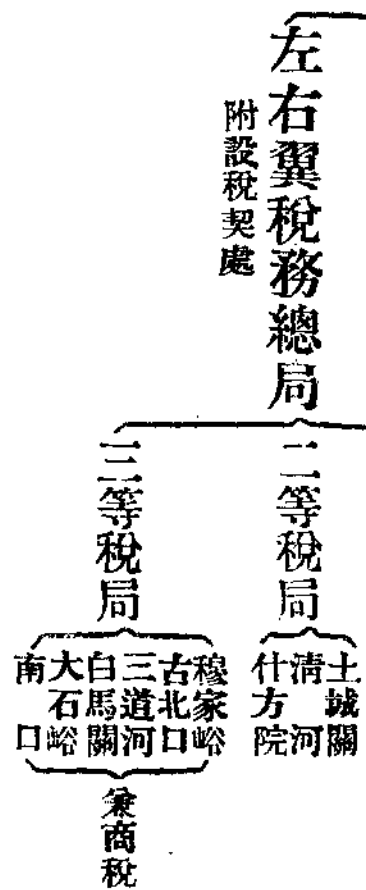 左右翼稅務總局
附設稅契處
二等稅局
土城關
清河
什方院
三等稅局
穆家峪
古北口
三道河
白馬關
大石峪
南口
兼商稅